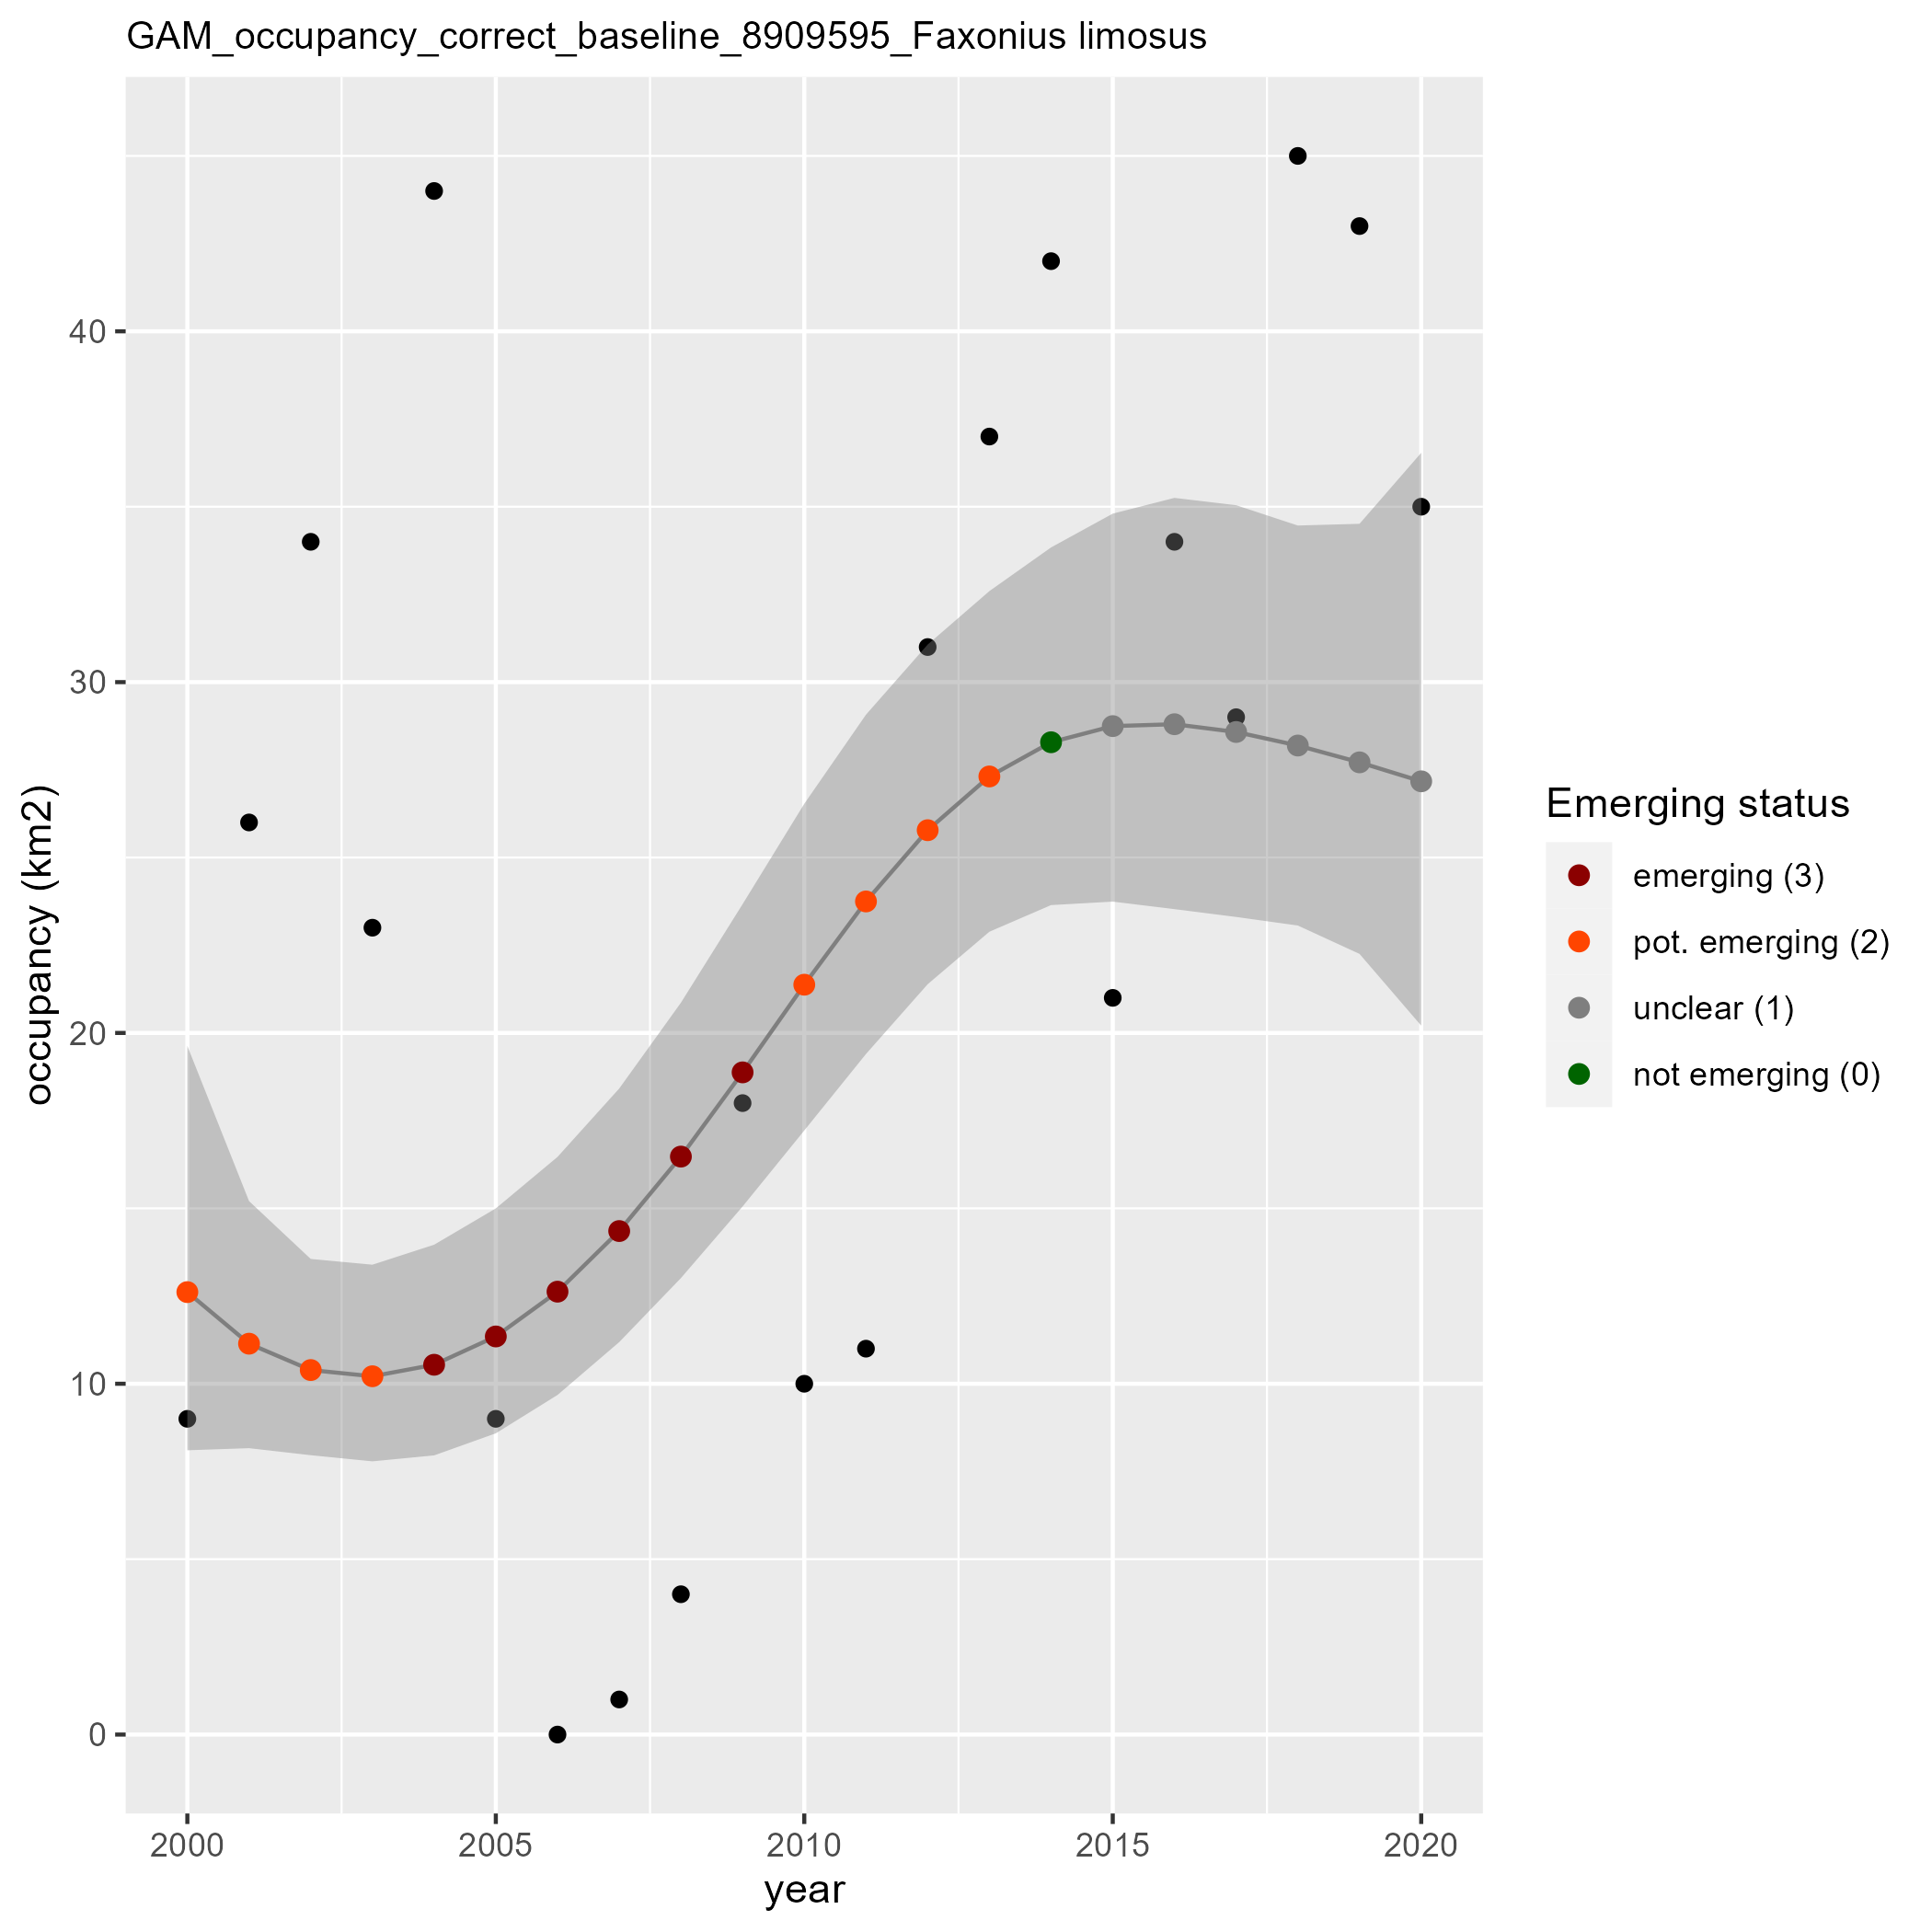 GAM_occupancy_correct_baseline_8909595_Faxonius limosus
occupancy (km2)
40
30
20
10
0
2000 2005 2010 2015 2020
year
Emerging status
emerging (3)
pot. emerging (2)
unclear (1)
not emerging (0)